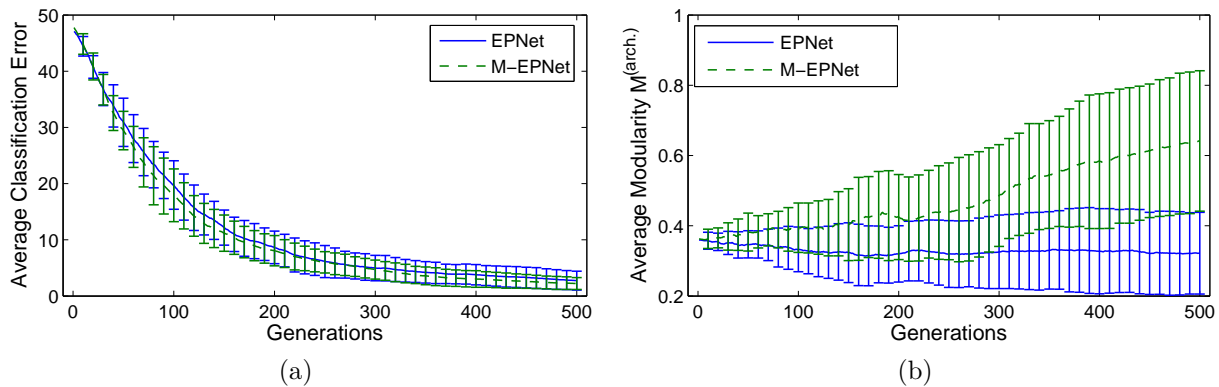 Average Classification Error
50
40
30
20
10
0
0 100 200 300 400 500
Generations
EPNet
M−EPNet
(a)
Average Modularity M(arch.)
1
0.8
0.6
0.4
0.2
0 100 200 300 400 500
Generations
EPNet
M−EPNet
(b)